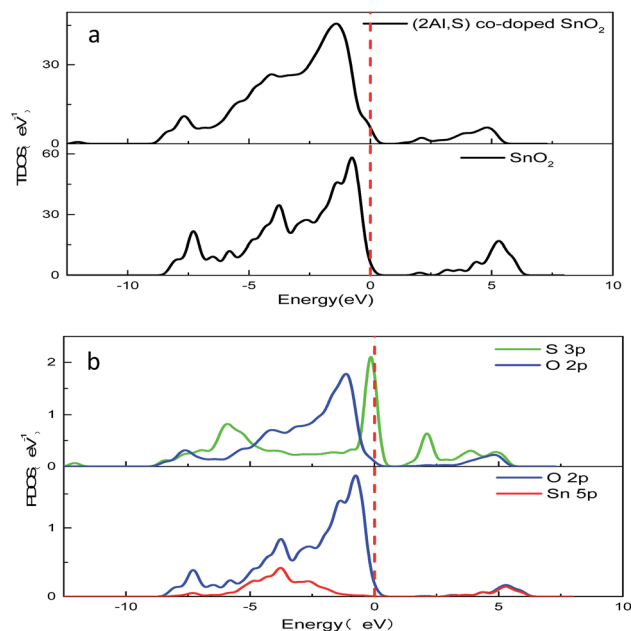 a
(2Al,S) co-doped SnO₂
30
0
TDOS( eV⁻¹)
60
SnO₂
30
0
-10 -5 0 5 10
Energy(eV)
b
S 3p
O 2p
2
1
0
PDOS( eV⁻¹)
O 2p
Sn 5p
1
0
-10 -5 0 5 10
Energy( eV)